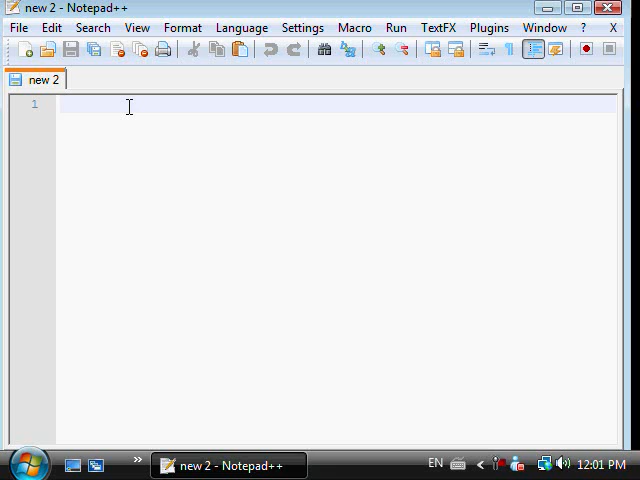 new 2 - Notepad++
File Edit Search View Format Language Settings Macro Run TextFX Plugins Window ? X
new 2
1
new 2 - Notepad++
EN
12:01 PM